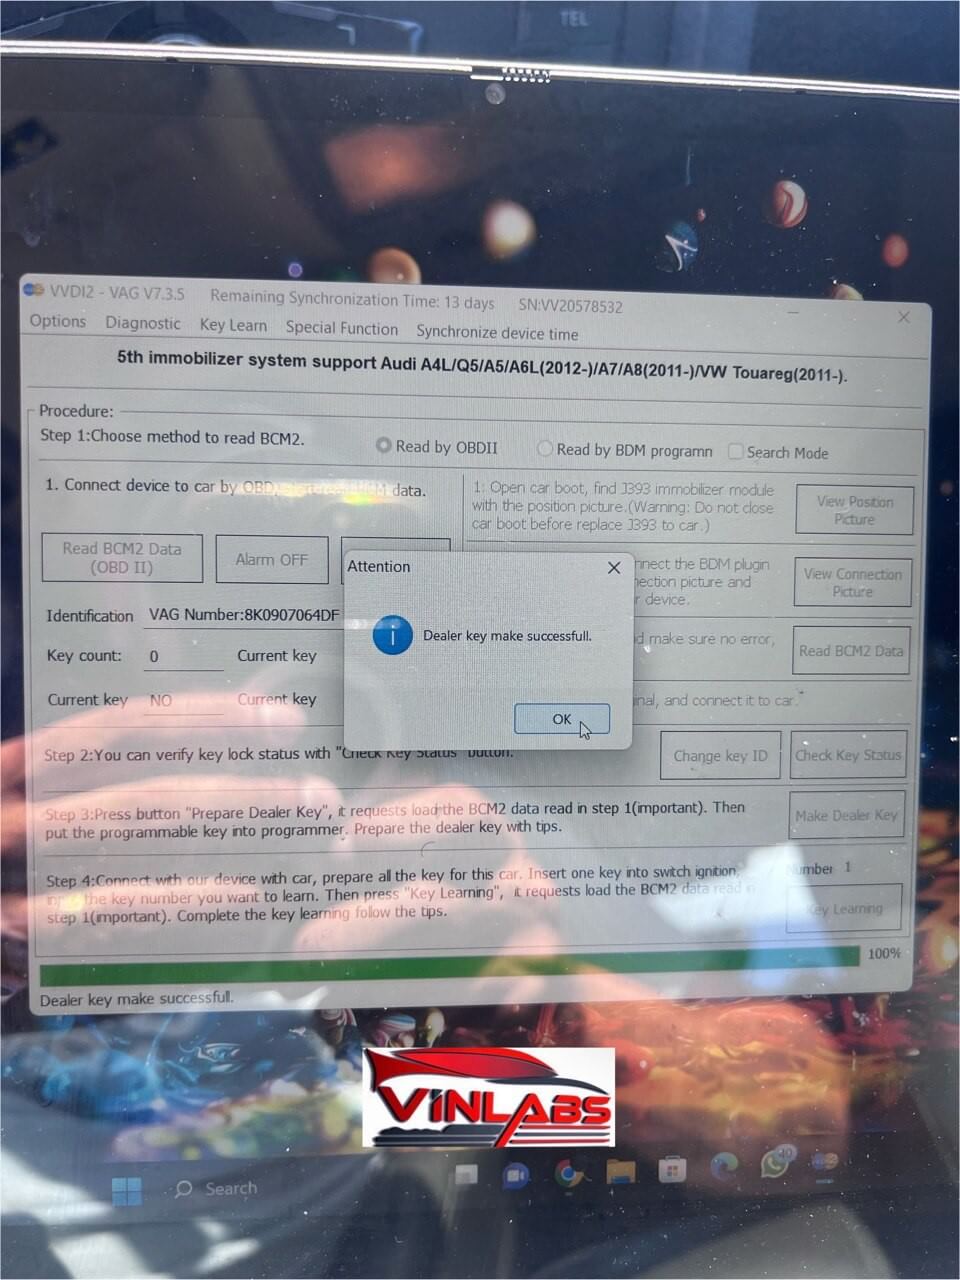 TEL
VVDI2 - VAG V7.3.5 Remaining Synchronization Time: 13 days SN:VV20578532
Options Diagnostic Key Learn Special Function Synchronize device time
5th immobilizer system support Audi A4L/Q5/A5/A6L(2012-)/A7/A8(2011-)/VW Touareg(2011-).
Procedure:
Step 1:Choose method to read BCM2.
Read by OBDII
Read by BDM programn
Search Mode
1. Connect device to car by OBD, data.
Read BCM2 Data
(OBD II)
Alarm OFF
Identification VAG Number:8K0907064DF
Key count: 0 Current key
Current key NO Current key
1: Open car boot, find J393 immobilizer module
with the position picture.(Warning: Do not close
car boot before replace J393 to car.)
View Position
Picture
nnect the BDM plugin
nection picture and
r device.
View Connection
Picture
d make sure no error,
Read BCM2 Data
inal, and connect it to car.
Attention
Dealer key make successfull.
OK
Step 2:You can verify key lock status with "Check Key Status" button.
Change key ID
Check Key Status
Step 3:Press button "Prepare Dealer Key", it requests load the BCM2 data read in step 1(important). Then
put the programmable key into programmer. Prepare the dealer key with tips.
Make Dealer Key
Step 4:Connect with our device with car, prepare all the key for this car. Insert one key into switch ignition,
the key number you want to learn. Then press "Key Learning", it requests load the BCM2 data read in
step 1(important). Complete the key learning follow the tips.
Number 1
Key Learning
100%
Dealer key make successfull.
VINLABS
Search